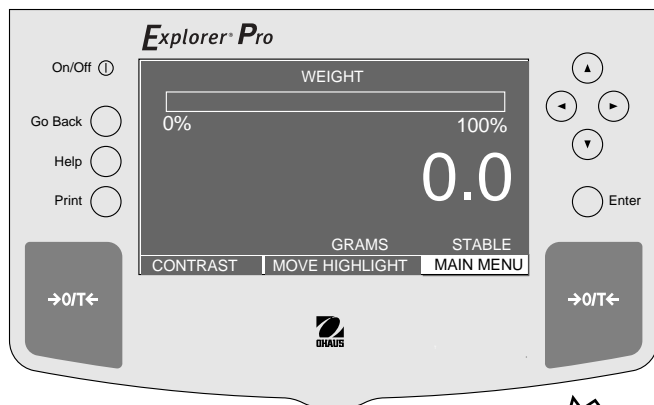 Explorer® Pro
On/Off
WEIGHT
0% 100%
Go Back
Help
Print
0.0
Enter
GRAMS STABLE
CONTRAST MOVE HIGHLIGHT MAIN MENU
→0/T← →0/T←
OHAUS